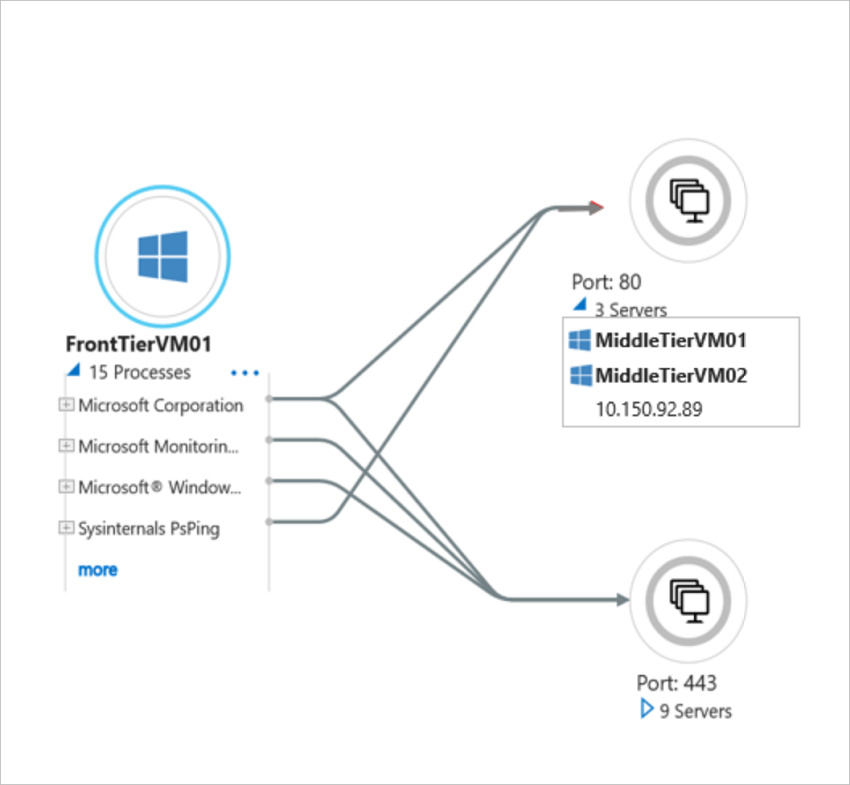 FrontTierVM01
15 Processes
Microsoft Corporation
Microsoft Monitorin...
Microsoft® Window...
Sysinternals PsPing
more
Port: 80
3 Servers
MiddleTierVM01
MiddleTierVM02
10.150.92.89
Port: 443
9 Servers